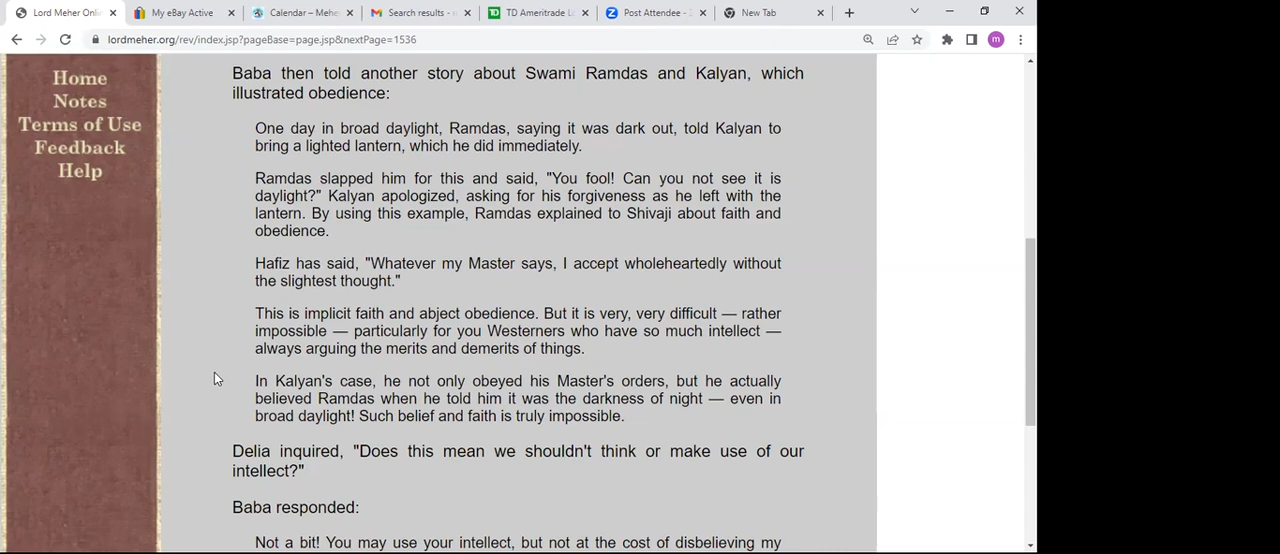 Lord Meher Onli
My eBay Active
Calendar – Mehe
Search results - 
TD Ameritrade Lo
Post Attendee - Z
New Tab
lordmeher.org/rev/index.jsp?pageBase=page.jsp&nextPage=1536
m
Home
Notes
Terms of Use
Feedback
Help
Baba then told another story about Swami Ramdas and Kalyan, which
illustrated obedience:
One day in broad daylight, Ramdas, saying it was dark out, told Kalyan to
bring a lighted lantern, which he did immediately.
Ramdas slapped him for this and said, "You fool! Can you not see it is
daylight?" Kalyan apologized, asking for his forgiveness as he left with the
lantern. By using this example, Ramdas explained to Shivaji about faith and
obedience.
Hafiz has said, "Whatever my Master says, I accept wholeheartedly without
the slightest thought."
This is implicit faith and abject obedience. But it is very, very difficult — rather
impossible — particularly for you Westerners who have so much intellect —
always arguing the merits and demerits of things.
In Kalyan's case, he not only obeyed his Master's orders, but he actually
believed Ramdas when he told him it was the darkness of night — even in
broad daylight! Such belief and faith is truly impossible.
Delia inquired, "Does this mean we shouldn't think or make use of our
intellect?"
Baba responded:
Not a bit! You may use your intellect, but not at the cost of disbelieving my